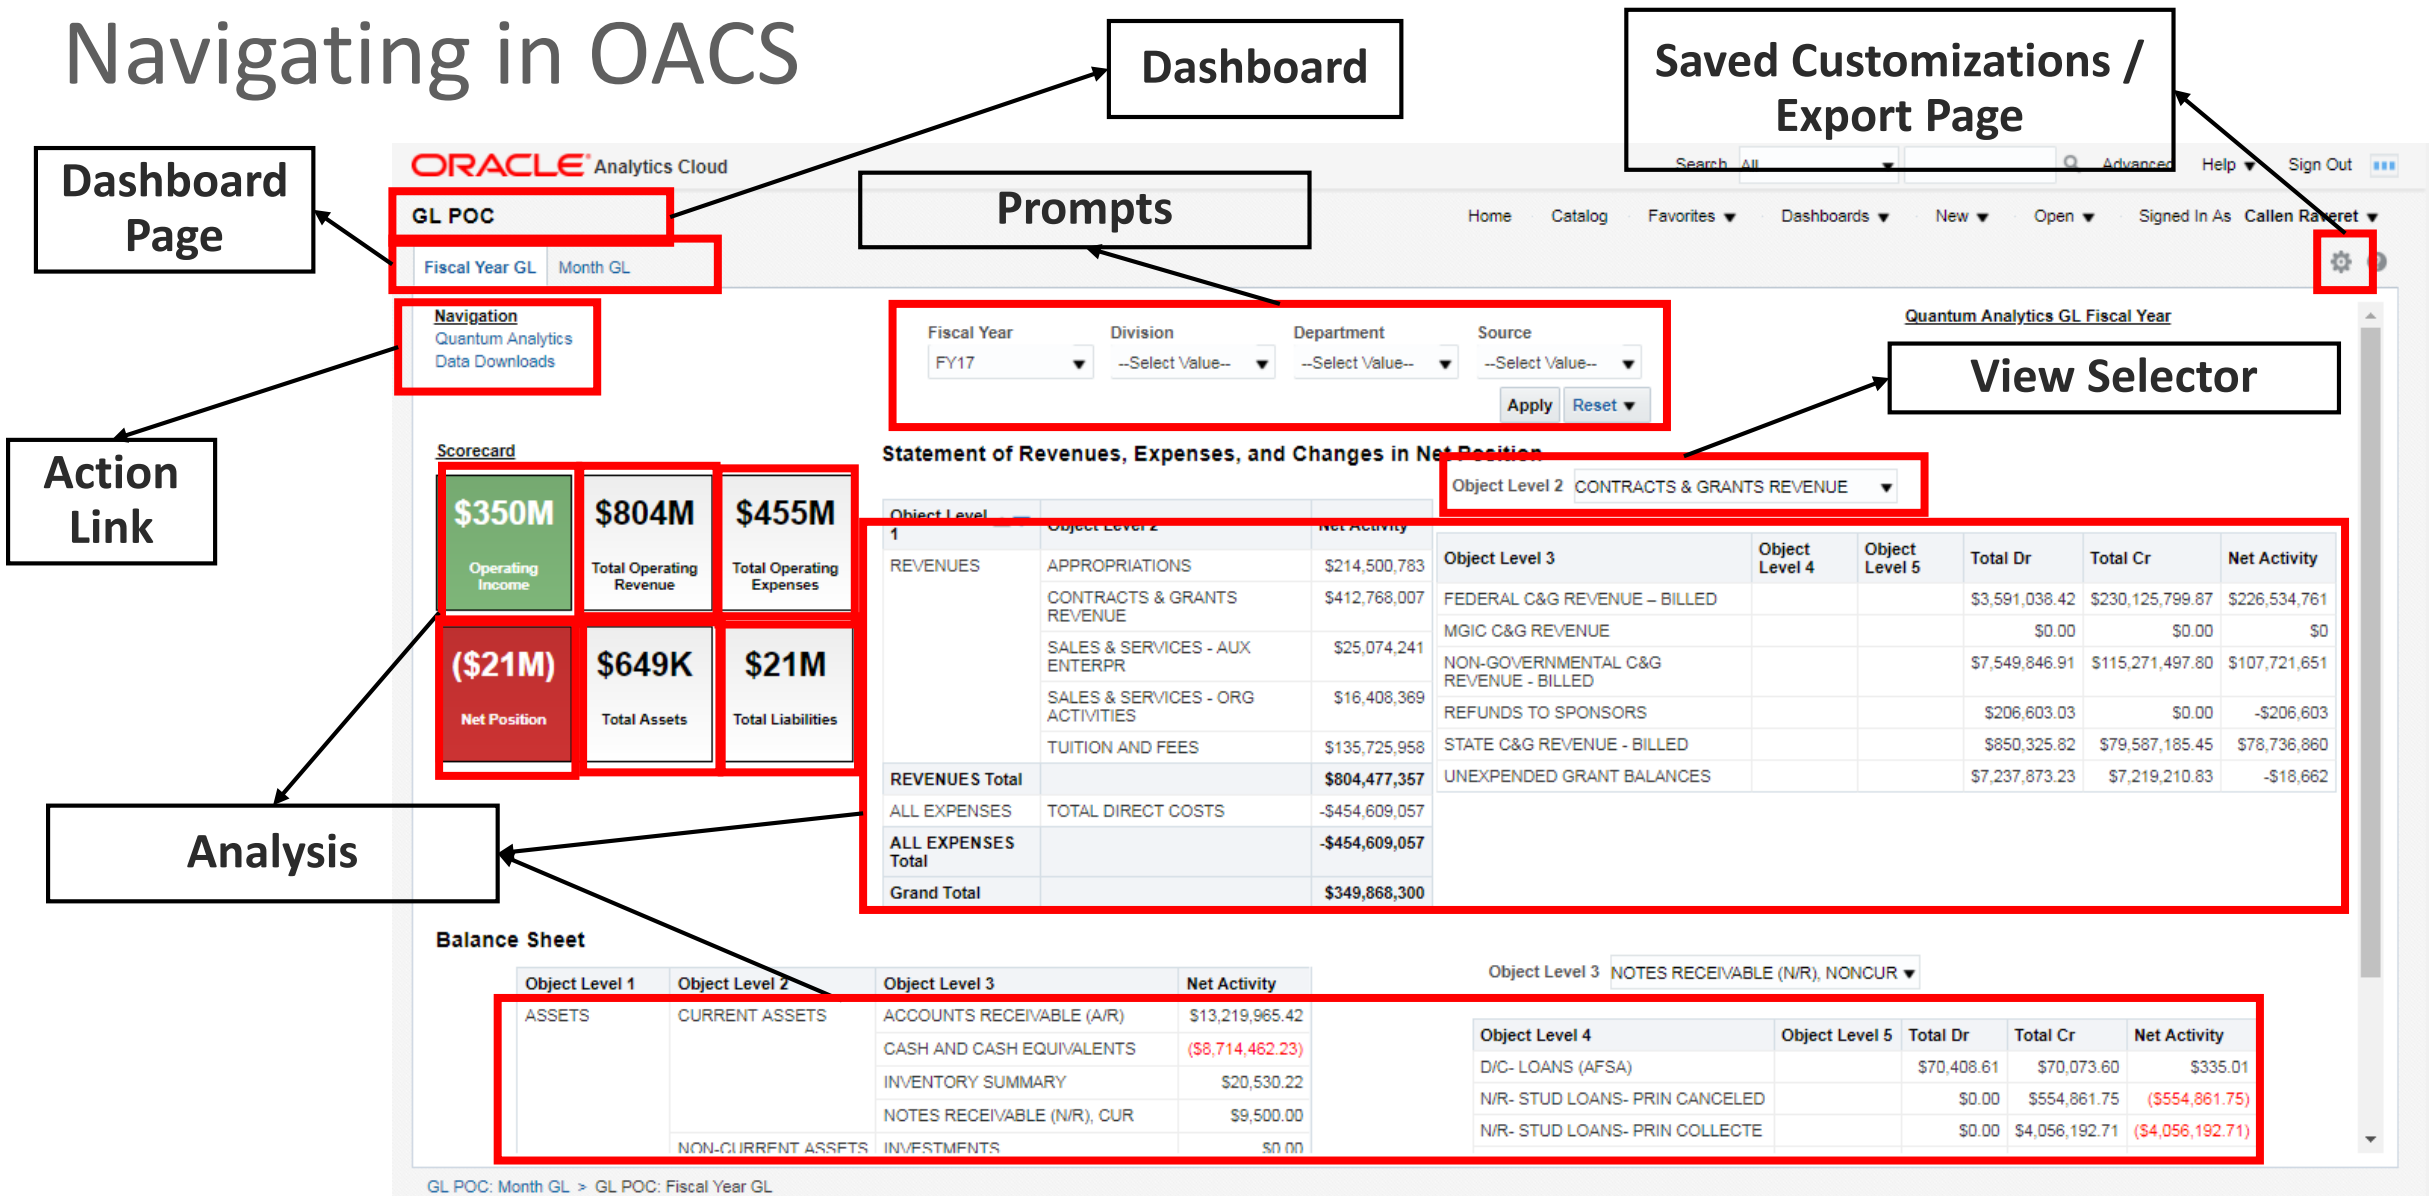 Navigating in OACS
Dashboard
Saved Customizations /
Export Page
Dashboard
Page
ORACLE Analytics Cloud
Search All Advanced Help Sign Out
Prompts
GL POC
Home Catalog Favorites Dashboards New Open Signed In As Callen Raveret
Fiscal Year GL Month GL
Navigation
Quantum Analytics
Data Downloads
Fiscal Year Division Department Source
FY17 --Select Value-- --Select Value-- --Select Value--
Apply Reset
Quantum Analytics GL Fiscal Year
View Selector
Action
Link
Scorecard
$350M
Operating
Income
$804M
Total Operating
Revenue
$455M
Total Operating
Expenses
($21M)
Net Position
$649K
Total Assets
$21M
Total Liabilities
Analysis
Statement of Revenues, Expenses, and Changes in Net Position
Object Level 2 CONTRACTS & GRANTS REVENUE
Object Level
1
Object Level 2 Net Activity
REVENUES APPROPRIATIONS $214,500,783
CONTRACTS & GRANTS
REVENUE
$412,768,007
SALES & SERVICES - AUX
ENTERPR
$25,074,241
SALES & SERVICES - ORG
ACTIVITIES
$16,408,369
TUITION AND FEES $135,725,958
REVENUES Total $804,477,357
ALL EXPENSES TOTAL DIRECT COSTS -$454,609,057
ALL EXPENSES
Total
-$454,609,057
Grand Total $349,868,300
Object Level 3 Object
Level 4 Object
Level 5 Total Dr Total Cr Net Activity
FEDERAL C&G REVENUE – BILLED $3,591,038.42 $230,125,799.87 $226,534,761
MGIC C&G REVENUE $0.00 $0.00 $0
NON-GOVERNMENTAL C&G
REVENUE - BILLED
$7,549,846.91 $115,271,497.80 $107,721,651
REFUNDS TO SPONSORS $206,603.03 $0.00 -$206,603
STATE C&G REVENUE - BILLED $850,325.82 $79,587,185.45 $78,736,860
UNEXPENDED GRANT BALANCES $7,237,873.23 $7,219,210.83 -$18,662
Balance Sheet
Object Level 1 Object Level 2 Object Level 3 Net Activity
ASSETS CURRENT ASSETS ACCOUNTS RECEIVABLE (A/R) $13,219,965.42
CASH AND CASH EQUIVALENTS ($8,714,462.23)
INVENTORY SUMMARY $20,530.22
NOTES RECEIVABLE (N/R), CUR $9,500.00
NON-CURRENT ASSETS INVESTMENTS $0.00
Object Level 3 NOTES RECEIVABLE (N/R), NONCUR
Object Level 4 Object Level 5 Total Dr Total Cr Net Activity
D/C- LOANS (AFSA) $70,408.61 $70,073.60 $335.01
N/R- STUD LOANS- PRIN CANCELED $0.00 $554,861.75 ($554,861.75)
N/R- STUD LOANS- PRIN COLLECTE $0.00 $4,056,192.71 ($4,056,192.71)
GL POC: Month GL > GL POC: Fiscal Year GL